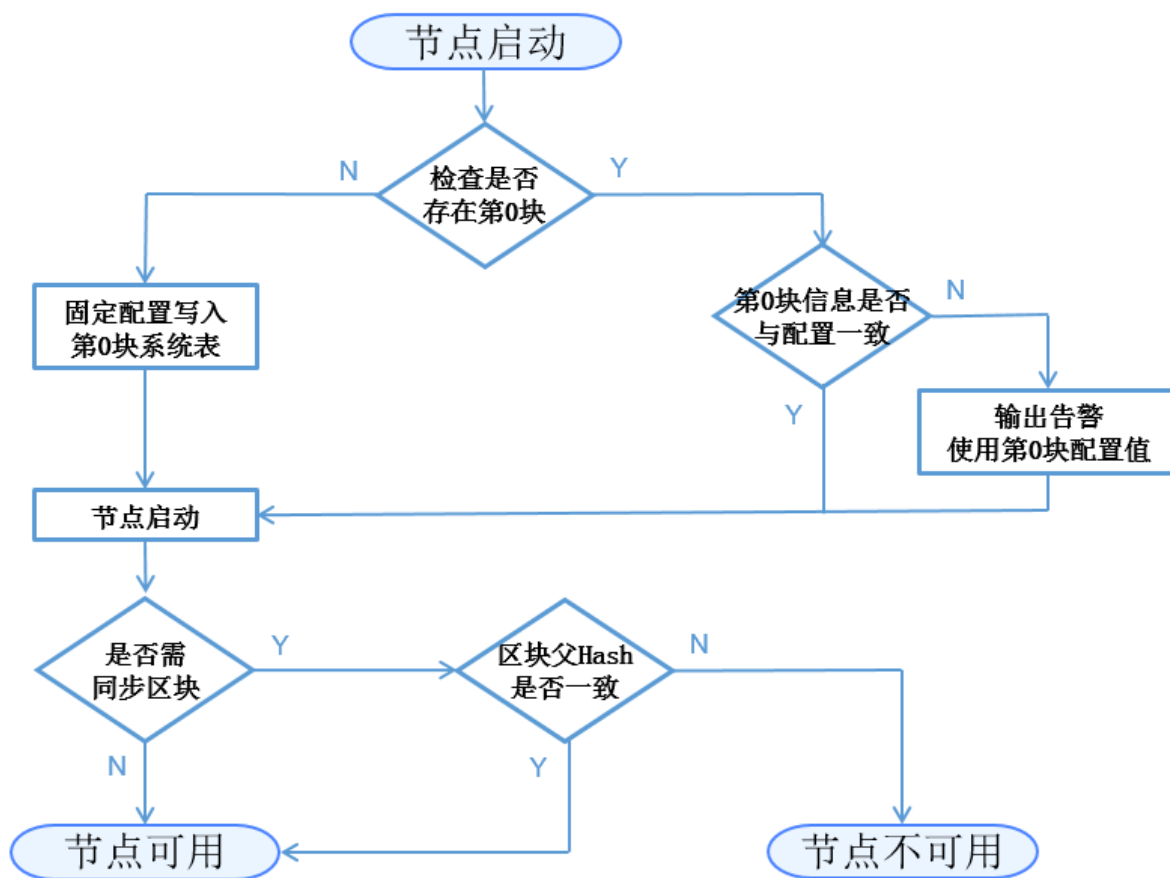 节点启动
检查是否
存在第0块
N
Y
固定配置写入
第0块系统表
第0块信息是否
与配置一致
N
Y
输出告警
使用第0块配置值
节点启动
是否需
同步区块
Y
N
区块父Hash
是否一致
N
Y
节点可用
节点不可用